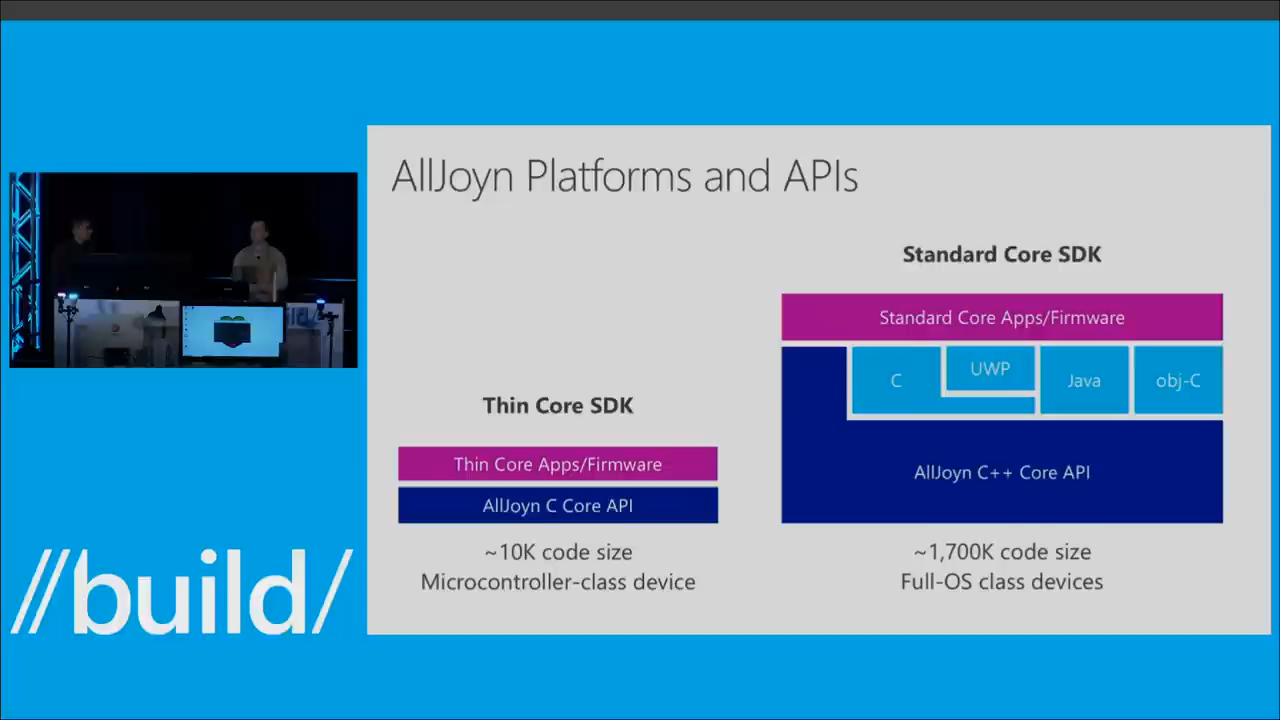 AllJoyn Platforms and APIs
Standard Core SDK
Standard Core Apps/Firmware
C
UWP
Java
obj-C
AllJoyn C++ Core API
~1,700K code size
Full-OS class devices
Thin Core SDK
Thin Core Apps/Firmware
AllJoyn C Core API
~10K code size
Microcontroller-class device
//build/